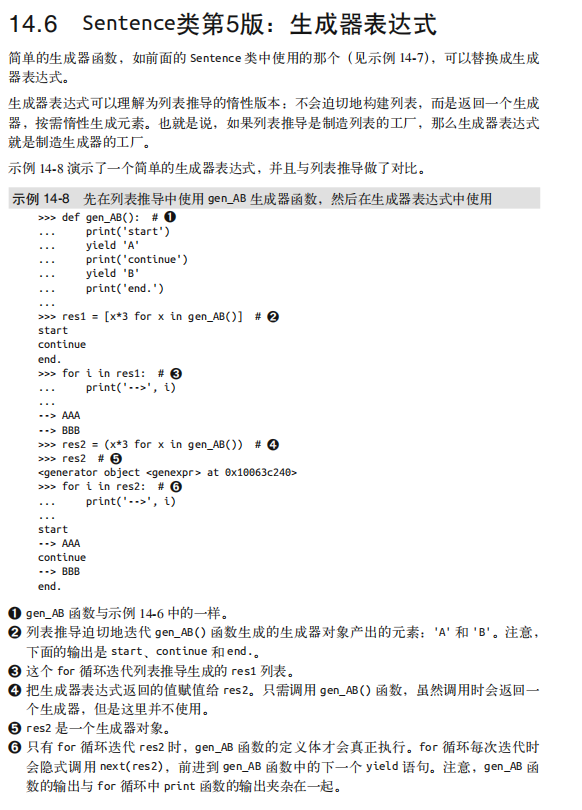 14.6 Sentence类第5版：生成器表达式
简单的生成器函数，如前面的 Sentence 类中使用的那个（见示例 14-7），可以替换成生成
器表达式。
生成器表达式可以理解为列表推导的惰性版本：不会迫切地构建列表，而是返回一个生成
器，按需惰性生成元素。也就是说，如果列表推导是制造列表的工厂，那么生成器表达式
就是制造生成器的工厂。
示例 14-8 演示了一个简单的生成器表达式，并且与列表推导做了对比。
示例 14-8 先在列表推导中使用 gen_AB 生成器函数，然后在生成器表达式中使用
>>> def gen_AB():  # ❶
...     print('start')
...     yield 'A'
...     print('continue')
...     yield 'B'
...     print('end.')
...
>>> res1 = [x*3 for x in gen_AB()]  # ❷
start
continue
end.
>>> for i in res1:  # ❸
...     print('-->', i)
...
--> AAA
--> BBB
>>> res2 = (x*3 for x in gen_AB())  # ❹
>>> res2  # ❺
<generator object <genexpr> at 0x10063c240>
>>> for i in res2:  # ❻
...     print('-->', i)
...
start
--> AAA
continue
--> BBB
end.
❶ gen_AB 函数与示例 14-6 中的一样。
❷ 列表推导迫切地迭代 gen_AB() 函数生成的生成器对象产出的元素：'A' 和 'B'。注意，
下面的输出是 start、continue 和 end.。
❸ 这个 for 循环迭代列表推导生成的 res1 列表。
❹ 把生成器表达式返回的值赋值给 res2。只需调用 gen_AB() 函数，虽然调用时会返回一
个生成器，但是这里并不使用。
❺ res2 是一个生成器对象。
❻ 只有 for 循环迭代 res2 时，gen_AB 函数的定义体才会真正执行。for 循环每次迭代时
会隐式调用 next(res2)，前进到 gen_AB 函数中的下一个 yield 语句。注意，gen_AB 函
数的输出与 for 循环中 print 函数的输出夹杂在一起。